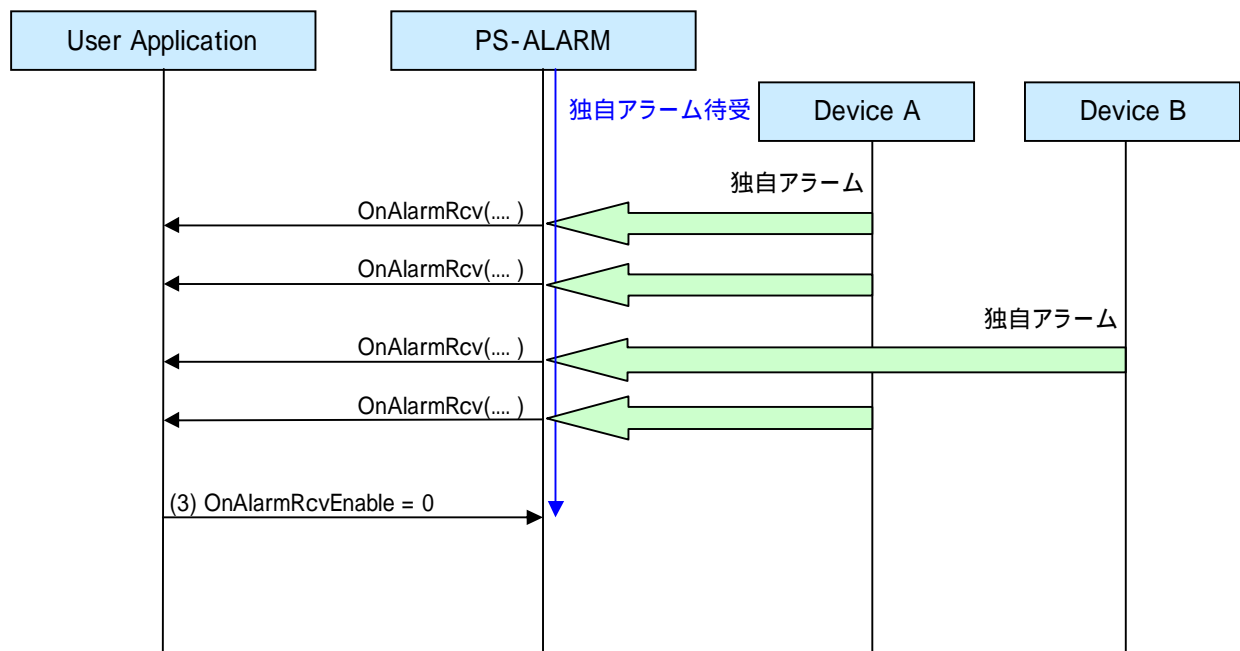 User Application
PS-ALARM
独自アラーム待受
Device A
Device B
独自アラーム
OnAlarmRcv(.... )
OnAlarmRcv(.... )
独自アラーム
OnAlarmRcv(.... )
OnAlarmRcv(.... )
(3) OnAlarmRcvEnable = 0